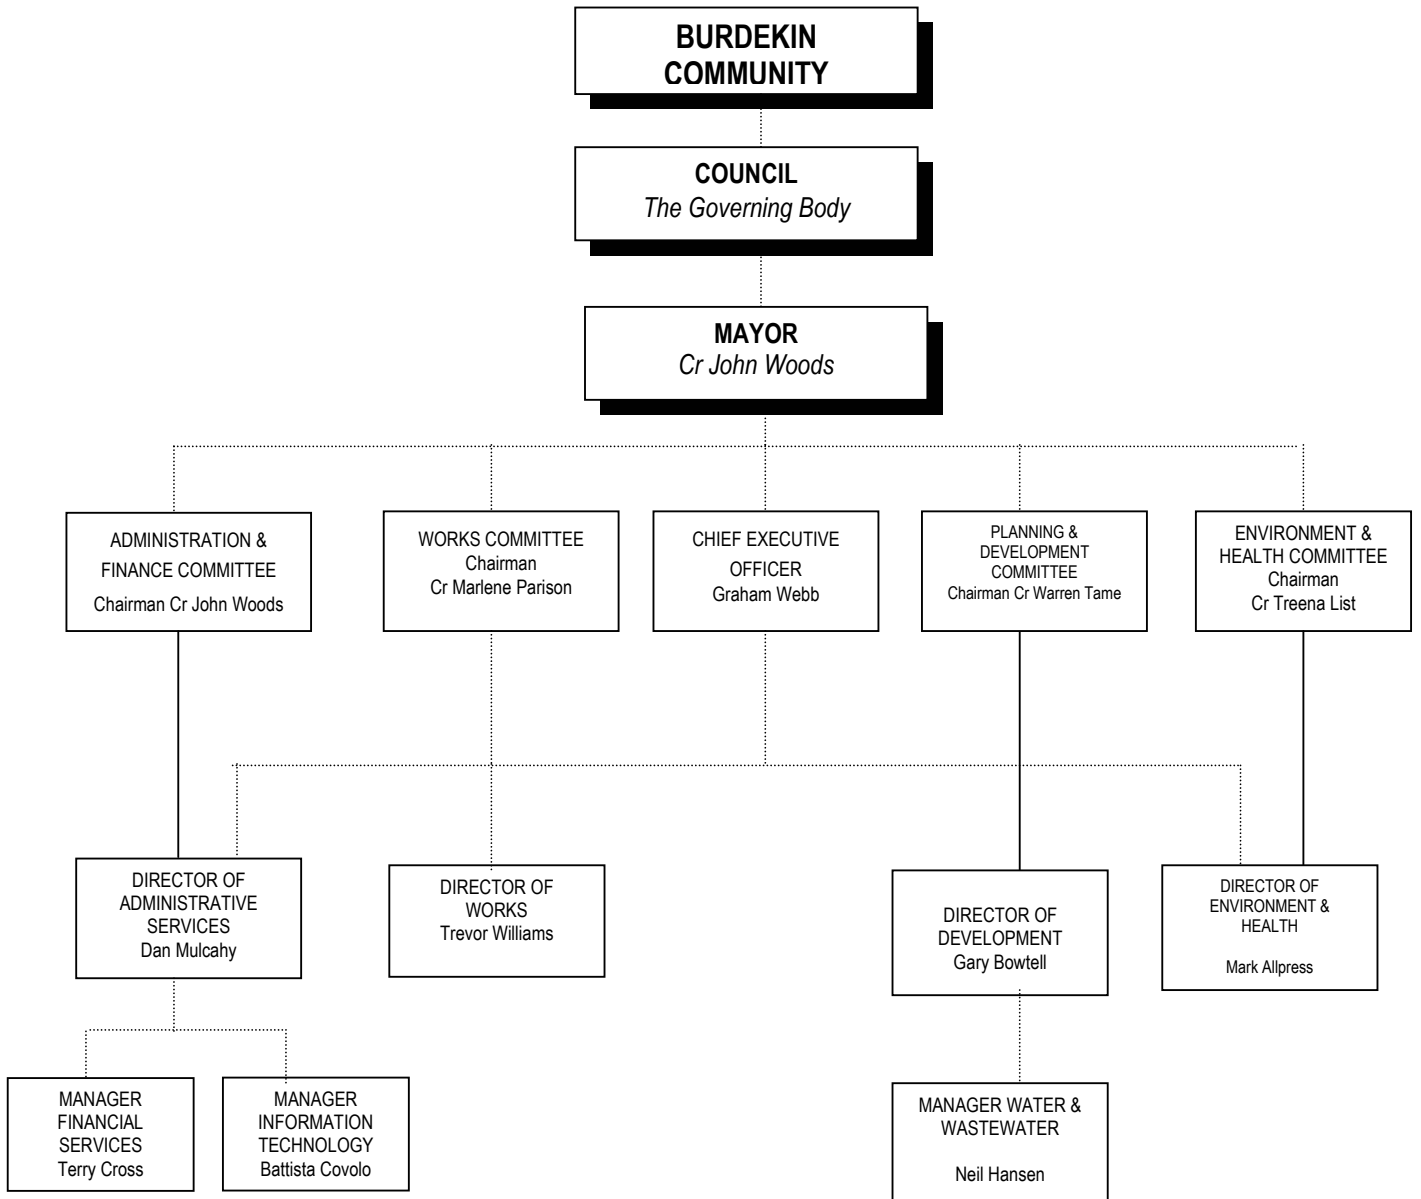 BURDEKIN
COMMUNITY
COUNCIL
The Governing Body
MAYOR
Cr John Woods
ADMINISTRATION &
FINANCE COMMITTEE
Chairman Cr John Woods
WORKS COMMITTEE
Chairman
Cr Marlene Parison
CHIEF EXECUTIVE
OFFICER
Graham Webb
PLANNING &
DEVELOPMENT
COMMITTEE
Chairman Cr Warren Tame
ENVIRONMENT &
HEALTH COMMITTEE
Chairman
Cr Treena List
DIRECTOR OF
ADMINISTRATIVE
SERVICES
Dan Mulcahy
DIRECTOR OF
WORKS
Trevor Williams
DIRECTOR OF
DEVELOPMENT
Gary Bowtell
DIRECTOR OF
ENVIRONMENT &
HEALTH
Mark Allpress
MANAGER
FINANCIAL
SERVICES
Terry Cross
MANAGER
INFORMATION
TECHNOLOGY
Battista Covolo
MANAGER WATER &
WASTEWATER
Neil Hansen